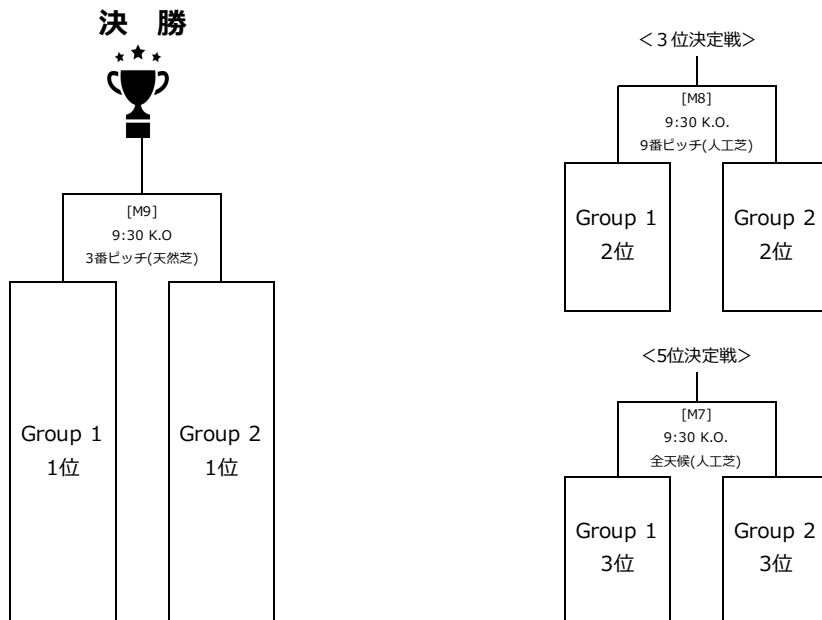 決 勝
[M9]
9:30 K.O
3番ピッチ(天然芝)
Group 1
1位
Group 2
1位
＜３位決定戦＞
[M8]
9:30 K.O.
9番ピッチ(人工芝)
Group 1
2位
Group 2
2位
＜5位決定戦＞
[M7]
9:30 K.O.
全天候(人工芝)
Group 1
3位
Group 2
3位